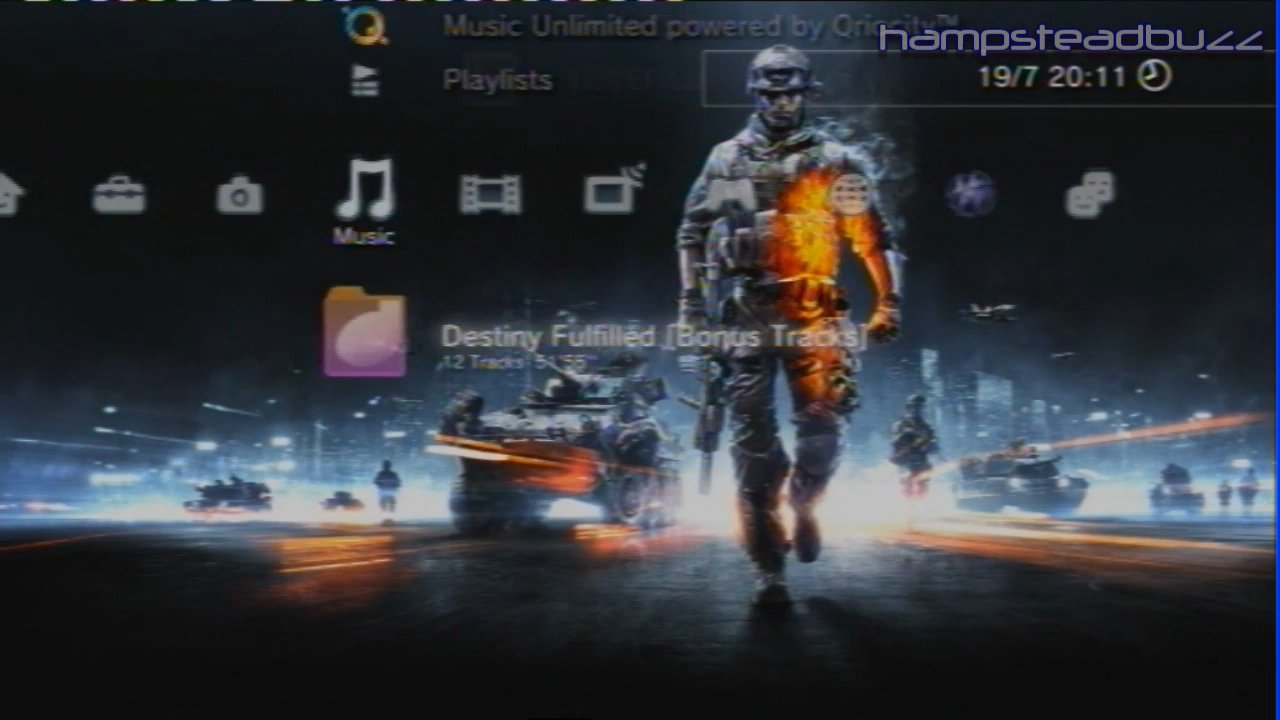 Music Unlimited powered by Qriocity™
hampsteadbuzz
Playlists
19/7 20:11
Music
Destiny Fulfilled [Bonus Tracks]
12 Tracks